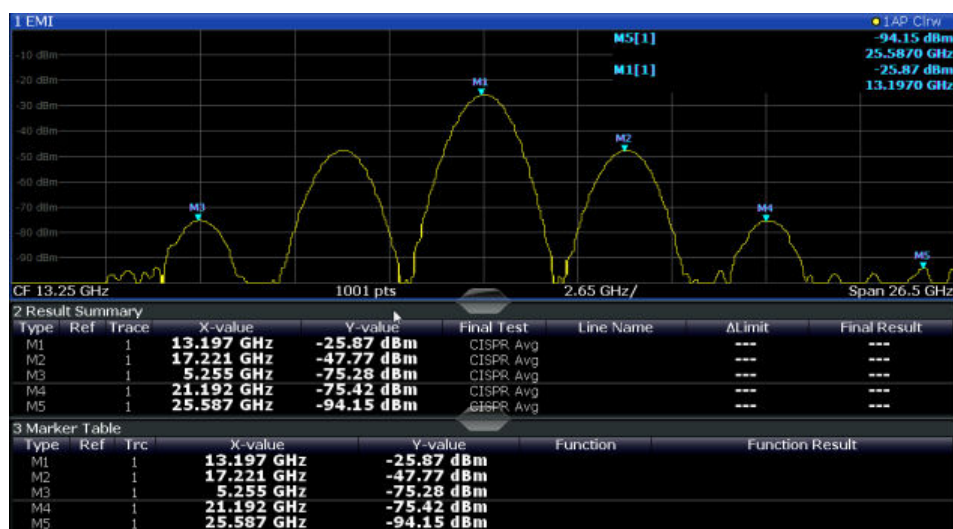 1 EMI
1AP Clrw
M5[1] -94.15 dBm
25.5870 GHz
M1[1] -25.87 dBm
13.1970 GHz
-10 dBm
-20 dBm
M1
-30 dBm
-40 dBm
M2
-50 dBm
-60 dBm
-70 dBm
M3
M4
-80 dBm
-90 dBm
M5
CF 13.25 GHz 1001 pts 2.65 GHz/ Span 26.5 GHz
2 Result Summary
Type Ref Trace X-value Y-value Final Test Line Name ΔLimit Final Result
M1 1 13.197 GHz -25.87 dBm CISPR Avg --- ---
M2 1 17.221 GHz -47.77 dBm CISPR Avg --- ---
M3 1 5.255 GHz -75.28 dBm CISPR Avg --- ---
M4 1 21.192 GHz -75.42 dBm CISPR Avg --- ---
M5 1 25.587 GHz -94.15 dBm CISPR Avg --- ---
3 Marker Table
Type Ref Trc X-value Y-value Function Function Result
M1 1 13.197 GHz -25.87 dBm
M2 1 17.221 GHz -47.77 dBm
M3 1 5.255 GHz -75.28 dBm
M4 1 21.192 GHz -75.42 dBm
M5 1 25.587 GHz -94.15 dBm